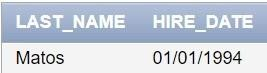 LAST_NAME HIRE_DATE
Matos 01/01/1994